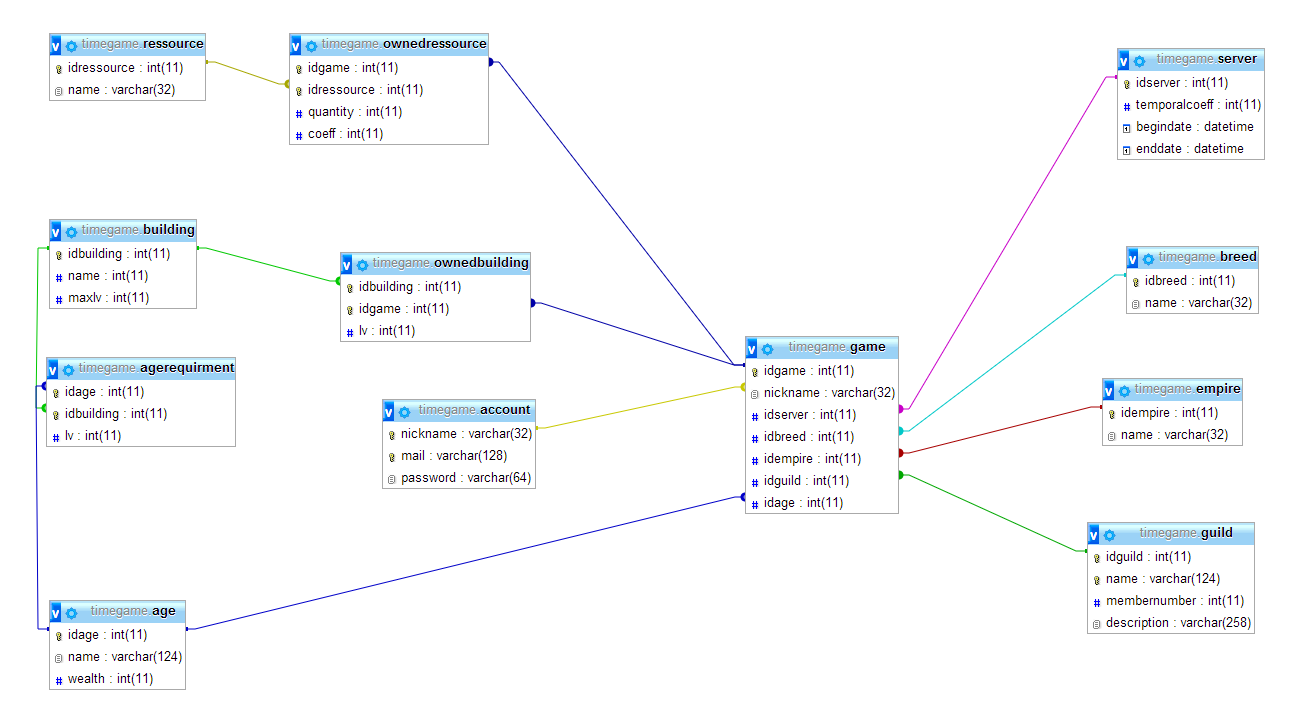 v timegame.ressource
idressource : int(11)
name : varchar(32)
v timegame.ownedressource
idgame : int(11)
idressource : int(11)
# quantity : int(11)
# coeff : int(11)
v timegame.server
idserver : int(11)
# temporalcoeff : int(11)
begindate : datetime
enddate : datetime
v timegame.building
idbuilding : int(11)
# name : int(11)
# maxlv : int(11)
v timegame.ownedbuilding
idbuilding : int(11)
idgame : int(11)
# lv : int(11)
v timegame.breed
idbreed : int(11)
name : varchar(32)
v timegame.agerequirment
idage : int(11)
idbuilding : int(11)
# lv : int(11)
v timegame.account
nickname : varchar(32)
mail : varchar(128)
password : varchar(64)
v timegame.game
idgame : int(11)
nickname : varchar(32)
# idserver : int(11)
# idbreed : int(11)
# idempire : int(11)
# idguild : int(11)
# idage : int(11)
v timegame.empire
idempire : int(11)
name : varchar(32)
v timegame.guild
idguild : int(11)
name : varchar(124)
# membernumber : int(11)
description : varchar(258)
v timegame.age
idage : int(11)
name : varchar(124)
# wealth : int(11)